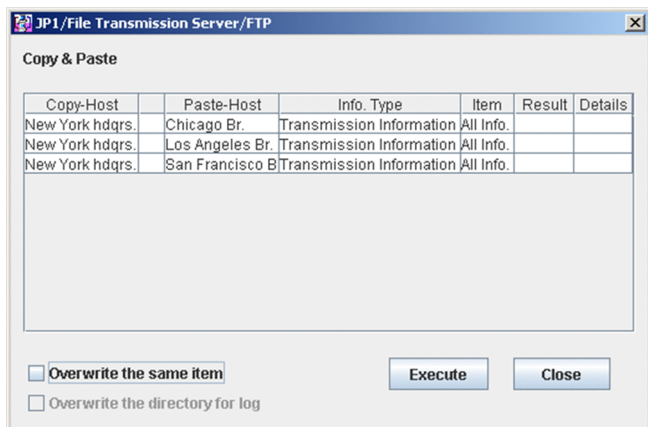 JP1/File Transmission Server/FTP
Copy & Paste
Copy-Host Paste-Host Info. Type Item Result Details
New York hdqrs. Chicago Br. Transmission Information All Info.
New York hdqrs. Los Angeles Br. Transmission Information All Info.
New York hdqrs. San Francisco B Transmission Information All Info.
Overwrite the same item Execute Close
Overwrite the directory for log